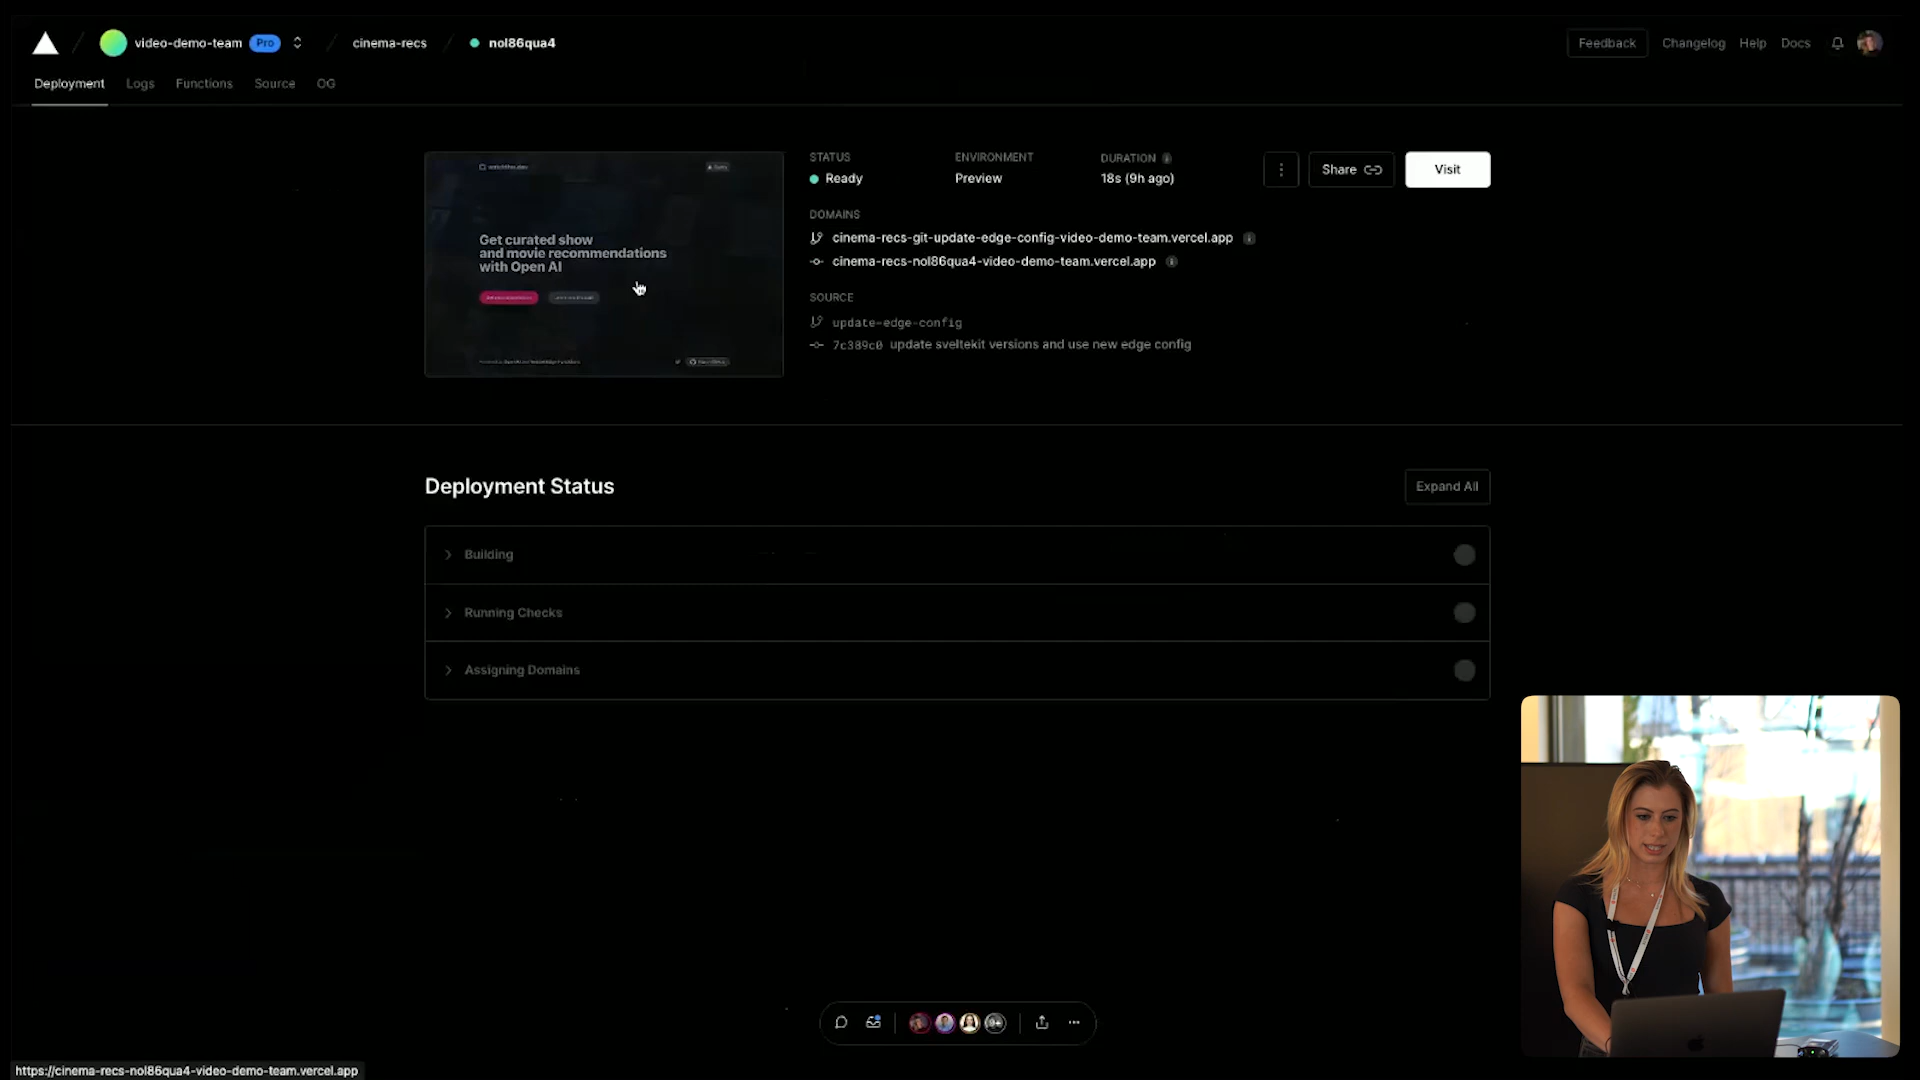 video-demo-team Pro cinema-recs nol86qua4
Feedback Changelog Help Docs
Deployment Logs Functions Source OG
Get curated show
and movie recommendations
with Open AI
STATUS ENVIRONMENT DURATION
Ready Preview 18s (9h ago)
Share Visit
DOMAINS
cinema-recs-git-update-edge-config-video-demo-team.vercel.app
cinema-recs-nol86qua4-video-demo-team.vercel.app
SOURCE
update-edge-config
7c389c0 update sveltekit versions and use new edge config
Deployment Status
Expand All
Building
Running Checks
Assigning Domains
https://cinema-recs-nol86qua4-video-demo-team.vercel.app